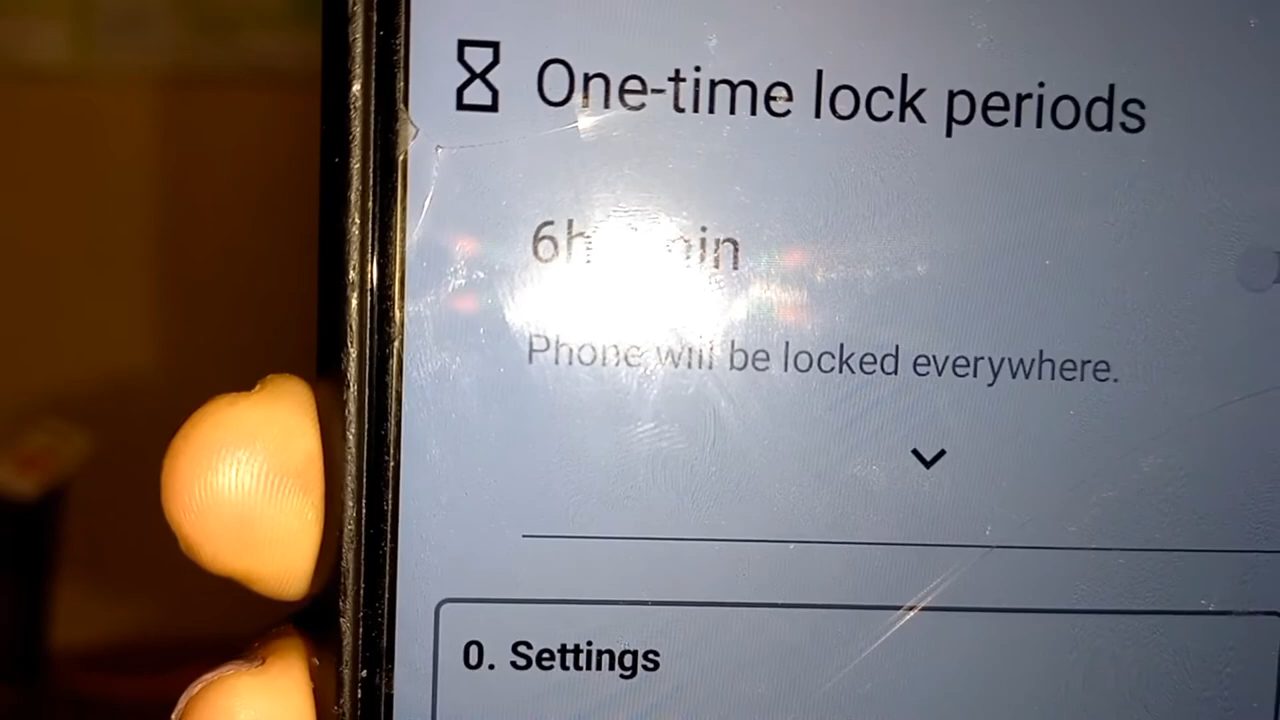 One-time lock periods
6h
Phone will be locked everywhere.
0. Settings